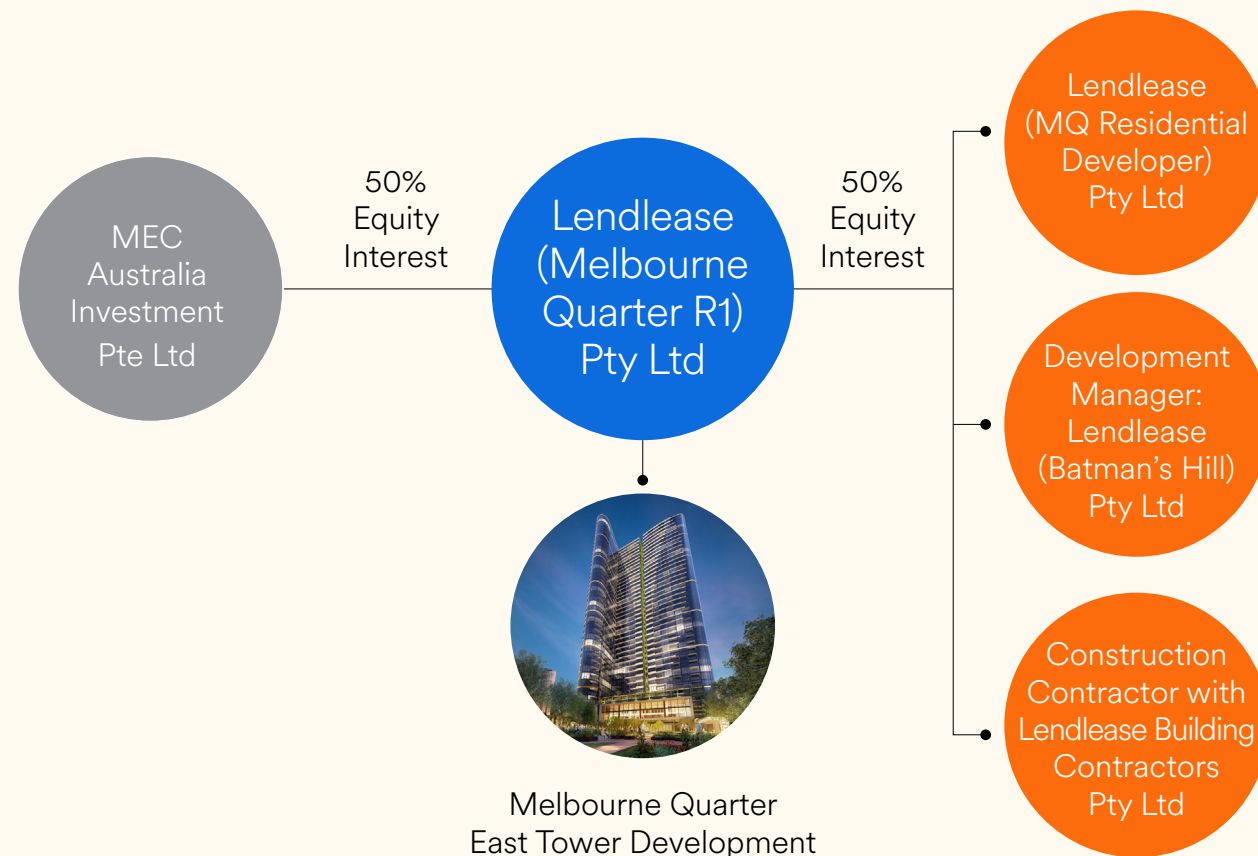 MEC
Australia
Investment
Pte Ltd
50%
Equity
Interest
Lendlease
(Melbourne
Quarter R1)
Pty Ltd
50%
Equity
Interest
Lendlease
(MQ Residential
Developer)
Pty Ltd
Development
Manager:
Lendlease
(Batman’s Hill)
Pty Ltd
Construction
Contractor with
Lendlease Building
Contractors
Pty Ltd
Melbourne Quarter
East Tower Development